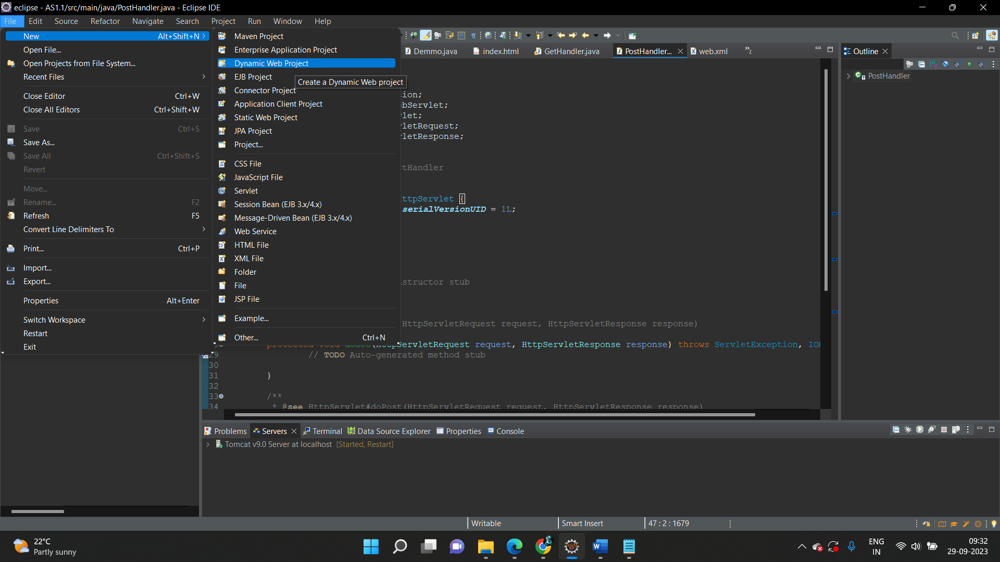 eclipse - AS1.1/src/main/java/PostHandler.java - Eclipse IDE
File Edit Source Refactor Navigate Search Project Run Window Help
New Alt+Shift+N
Open File...
Open Projects from File System...
Recent Files
Close Editor Ctrl+W
Close All Editors Ctrl+Shift+W
Save Ctrl+S
Save As...
Save All Ctrl+Shift+S
Revert
Move...
Rename... F2
Refresh F5
Convert Line Delimiters To
Print... Ctrl+P
Import...
Export...
Properties Alt+Enter
Switch Workspace
Restart
Exit
Maven Project
Enterprise Application Project
Dynamic Web Project
EJB Project
Create a Dynamic Web project
Connector Project
Application Client Project
Static Web Project
JPA Project
Project...
CSS File
JavaScript File
Servlet
Session Bean (EJB 3.x/4.x)
Message-Driven Bean (EJB 3.x/4.x)
Web Service
HTML File
XML File
Folder
File
JSP File
Example...
Other... Ctrl+N
Demmo.java index.html GetHandler.java PostHandler... web.xml »2
ion;
bServlet;
let;
letRequest;
letResponse;
tHandler
ttpServlet {
serialVersionUID = 1L;
structor stub
HttpServletRequest request, HttpServletResponse response)
protected void doGet(HttpServletRequest request, HttpServletResponse response) throws ServletException, IOE
29 // TODO Auto-generated method stub
30
31 }
32
33 /**
34 * @see HttpServlet#doPost(HttpServletRequest request, HttpServletResponse response)
Outline
PostHandler
Problems Servers Terminal Data Source Explorer Properties Console
Tomcat v9.0 Server at localhost [Started, Restart]
Writable Smart Insert 47 : 2 : 1679
22°C
Partly sunny
ENG
IN
09:32
29-09-2023